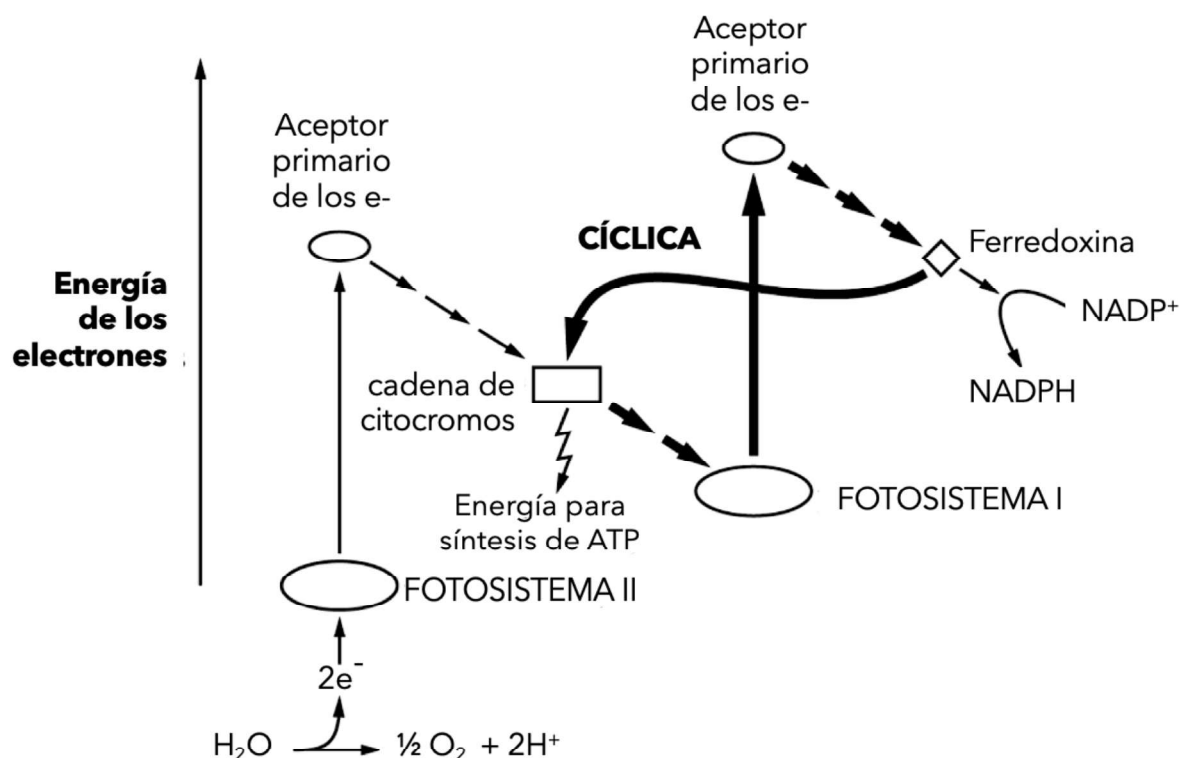 Aceptor
primario
de los e-
Aceptor
primario
de los e-
CÍCLICA
Ferredoxina
Energía
de los
electrones
NADP⁺
NADPH
cadena de
citocromos
Energía para
síntesis de ATP
FOTOSISTEMA I
FOTOSISTEMA II
2e⁻
H₂O ½ O₂ + 2H⁺